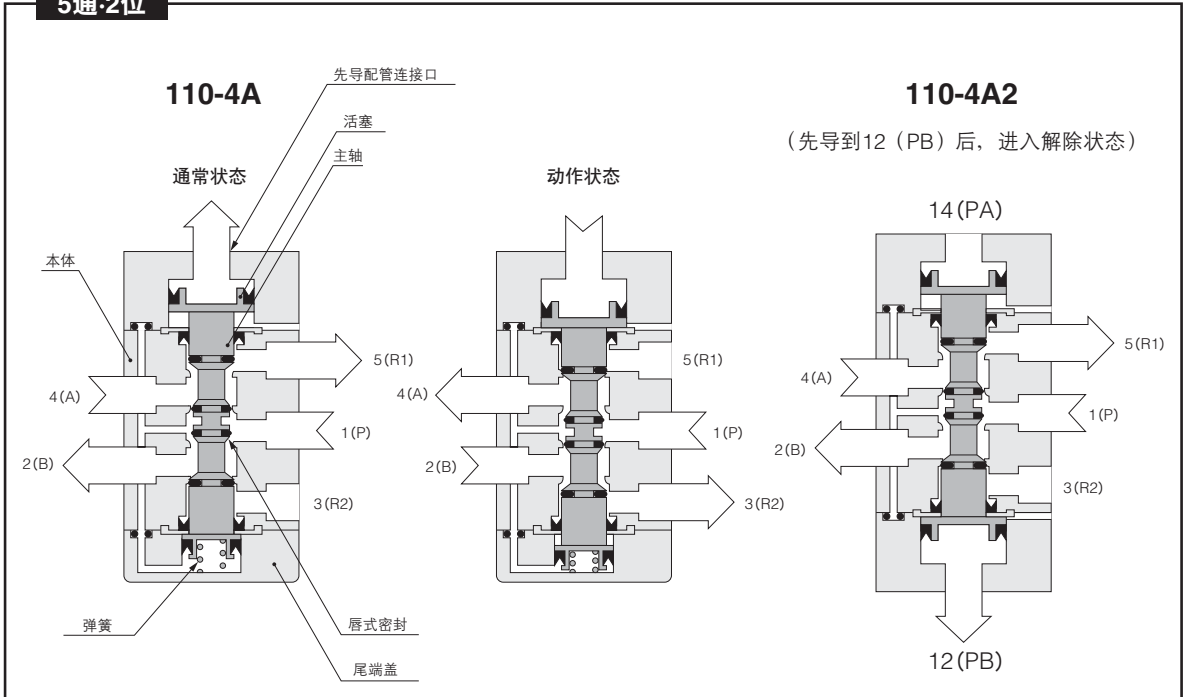 5通·2位
110-4A
先导配管连接口
活塞
主轴
通常状态
本体
5(R1)
4(A)
1(P)
2(B)
3(R2)
弹簧
唇式密封
尾端盖
动作状态
5(R1)
4(A)
1(P)
2(B)
3(R2)
110-4A2
（先导到12（PB）后，进入解除状态）
14(PA)
5(R1)
4(A)
1(P)
2(B)
3(R2)
12(PB)